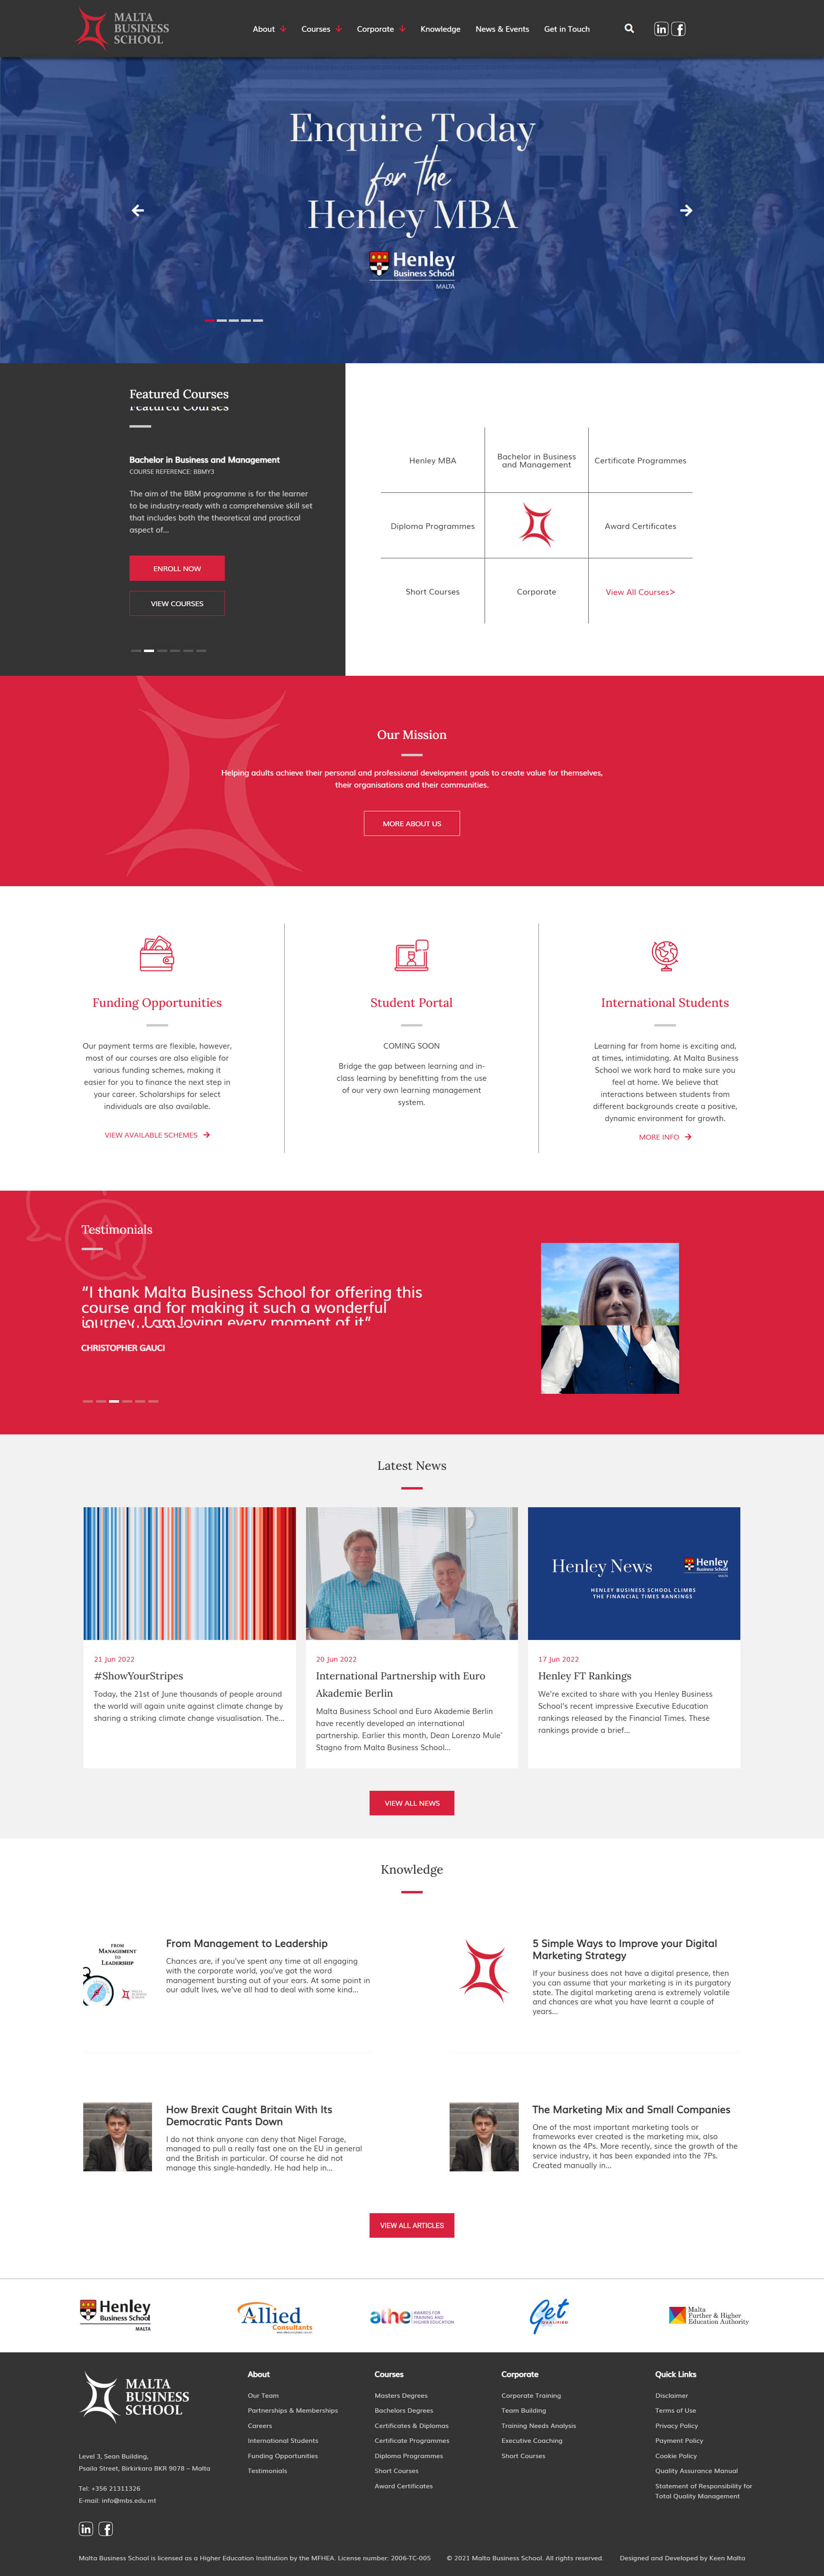 MALTA
BUSINESS
SCHOOL
About
Courses
Corporate
Knowledge
News & Events
Get in Touch
Enquire Today
for the
Henley MBA
Henley
Business School
MALTA
Featured Courses
Featured Courses
Bachelor in Business and Management
COURSE REFERENCE: BBMY3
The aim of the BBM programme is for the learner
to be industry-ready with a comprehensive skill set
that includes both the theoretical and practical
aspect of...
ENROLL NOW
VIEW COURSES
Henley MBA
Bachelor in Business
and Management
Certificate Programmes
Diploma Programmes
Award Certificates
Short Courses
Corporate
View All Courses>
Our Mission
Helping adults achieve their personal and professional development goals to create value for themselves,
their organisations and their communities.
MORE ABOUT US
Funding Opportunities
Our payment terms are flexible, however,
most of our courses are also eligible for
various funding schemes, making it
easier for you to finance the next step in
your career. Scholarships for select
individuals are also available.
VIEW AVAILABLE SCHEMES
Student Portal
COMING SOON
Bridge the gap between learning and in-
class learning by benefitting from the use
of our very own learning management
system.
International Students
Learning far from home is exciting and,
at times, intimidating. At Malta Business
School we work hard to make sure you
feel at home. We believe that
interactions between students from
different backgrounds create a positive,
dynamic environment for growth.
MORE INFO
Testimonials
“I thank Malta Business School for offering this
course and for making it such a wonderful
journey. I am loving every moment of it”
CHRISTOPHER GAUCI
Latest News
21 Jun 2022
#ShowYourStripes
Today, the 21st of June thousands of people around
the world will again unite against climate change by
sharing a striking climate change visualisation. The...
20 Jun 2022
International Partnership with Euro
Akademie Berlin
Malta Business School and Euro Akademie Berlin
have recently developed an international
partnership. Earlier this month, Dean Lorenzo Mule'
Stagno from Malta Business School...
Henley News
Henley
Business School
MALTA
HENLEY BUSINESS SCHOOL CLIMBS
THE FINANCIAL TIMES RANKINGS
17 Jun 2022
Henley FT Rankings
We're excited to share with you Henley Business
School's recent impressive Executive Education
rankings released by the Financial Times. These
rankings provide a brief...
VIEW ALL NEWS
Knowledge
FROM
MANAGEMENT
TO
LEADERSHIP
MALTA
BUSINESS
SCHOOL
From Management to Leadership
Chances are, if you've spent any time at all engaging
with the corporate world, you've got the word
management bursting out of your ears. At some point in
our adult lives, we've all had to deal with some kind...
5 Simple Ways to Improve your Digital
Marketing Strategy
If your business does not have a digital presence, then
you can assume that your marketing is in its purgatory
state. The digital marketing arena is extremely volatile
and chances are what you have learnt a couple of
years...
How Brexit Caught Britain With Its
Democratic Pants Down
I do not think anyone can deny that Nigel Farage,
managed to pull a really fast one on the EU in general
and the British in particular. Of course he did not
manage this single-handedly. He had help in...
The Marketing Mix and Small Companies
One of the most important marketing tools or
frameworks ever created is the marketing mix, also
known as the 4Ps. More recently, since the growth of the
service industry, it has been expanded into the 7Ps.
Created manually in...
VIEW ALL ARTICLES
Henley
Business School
MALTA
Allied
Consultants
athe
AWARDS FOR
TRAINING AND
HIGHER EDUCATION
Get
QUALIFIED
Malta
Further & Higher
Education Authority
MALTA
BUSINESS
SCHOOL
Level 3, Sean Building,
Psaila Street, Birkirkara BKR 9078 – Malta
Tel: +356 21311326
E-mail: info@mbs.edu.mt
About
Our Team
Partnerships & Memberships
Careers
International Students
Funding Opportunities
Testimonials
Courses
Masters Degrees
Bachelors Degrees
Certificates & Diplomas
Certificate Programmes
Diploma Programmes
Short Courses
Award Certificates
Corporate
Corporate Training
Team Building
Training Needs Analysis
Executive Coaching
Short Courses
Quick Links
Disclaimer
Terms of Use
Privacy Policy
Payment Policy
Cookie Policy
Quality Assurance Manual
Statement of Responsibility for
Total Quality Management
Malta Business School is licensed as a Higher Education Institution by the MFHEA. License number: 2006-TC-005
© 2021 Malta Business School. All rights reserved.
Designed and Developed by Keen Malta